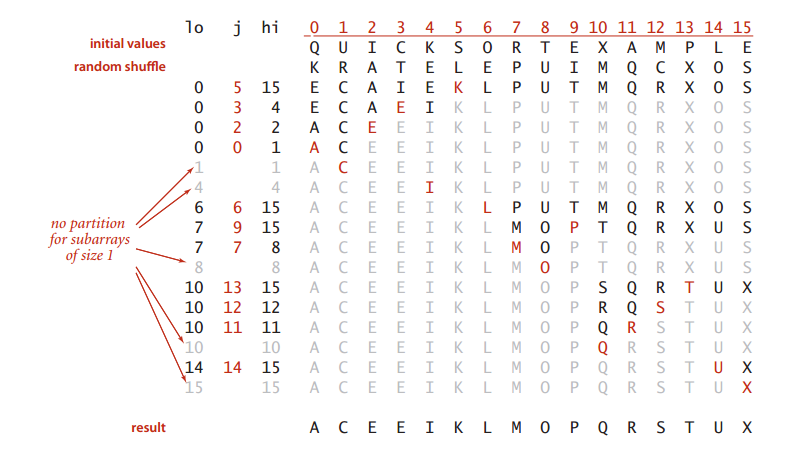 lo j hi 0 1 2 3 4 5 6 7 8 9 10 11 12 13 14 15
initial values Q U I C K S O R T E X A M P L E
random shuffle K R A T E L E P U I M Q C X O S
0 5 15 E C A I E K L P U T M Q R X O S
0 3 4 E C A E I K L P U T M Q R X O S
0 2 2 A C E E I K L P U T M Q R X O S
0 0 1 A C E E I K L P U T M Q R X O S
1 1 A C E E I K L P U T M Q R X O S
4 4 A C E E I K L P U T M Q R X O S
6 6 15 A C E E I K L P U T M Q R X O S
no partition
for subarrays
of size 1
7 9 15 A C E E I K L M O P T Q R X U S
7 7 8 A C E E I K L M O P T Q R X U S
8 8 A C E E I K L M O P T Q R X U S
10 13 15 A C E E I K L M O P S Q R T U X
10 12 12 A C E E I K L M O P R Q S T U X
10 11 11 A C E E I K L M O P Q R S T U X
10 10 A C E E I K L M O P Q R S T U X
14 14 15 A C E E I K L M O P Q R S T U X
15 15 A C E E I K L M O P Q R S T U X
result A C E E I K L M O P Q R S T U X